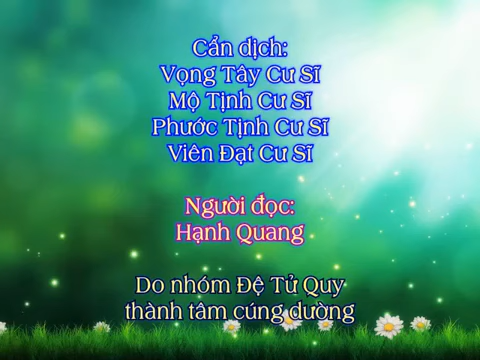 Cẩn dịch:
Vọng Tây Cư Sĩ
Mộ Tịnh Cư Sĩ
Phước Tịnh Cư Sĩ
Viên Đạt Cư Sĩ
Người đọc:
Hạnh Quang
Do nhóm Đệ Tử Quy
thành tâm cúng dường